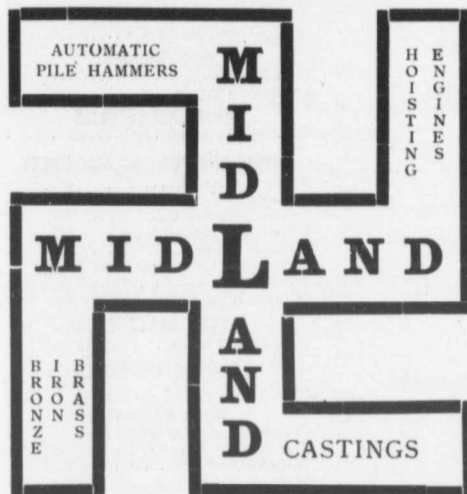 AUTOMATIC
PILE HAMMERS
HOISTING
ENGINES
MIDLAND
MIDLAND
BRONZE
IRON
BRASS
CASTINGS